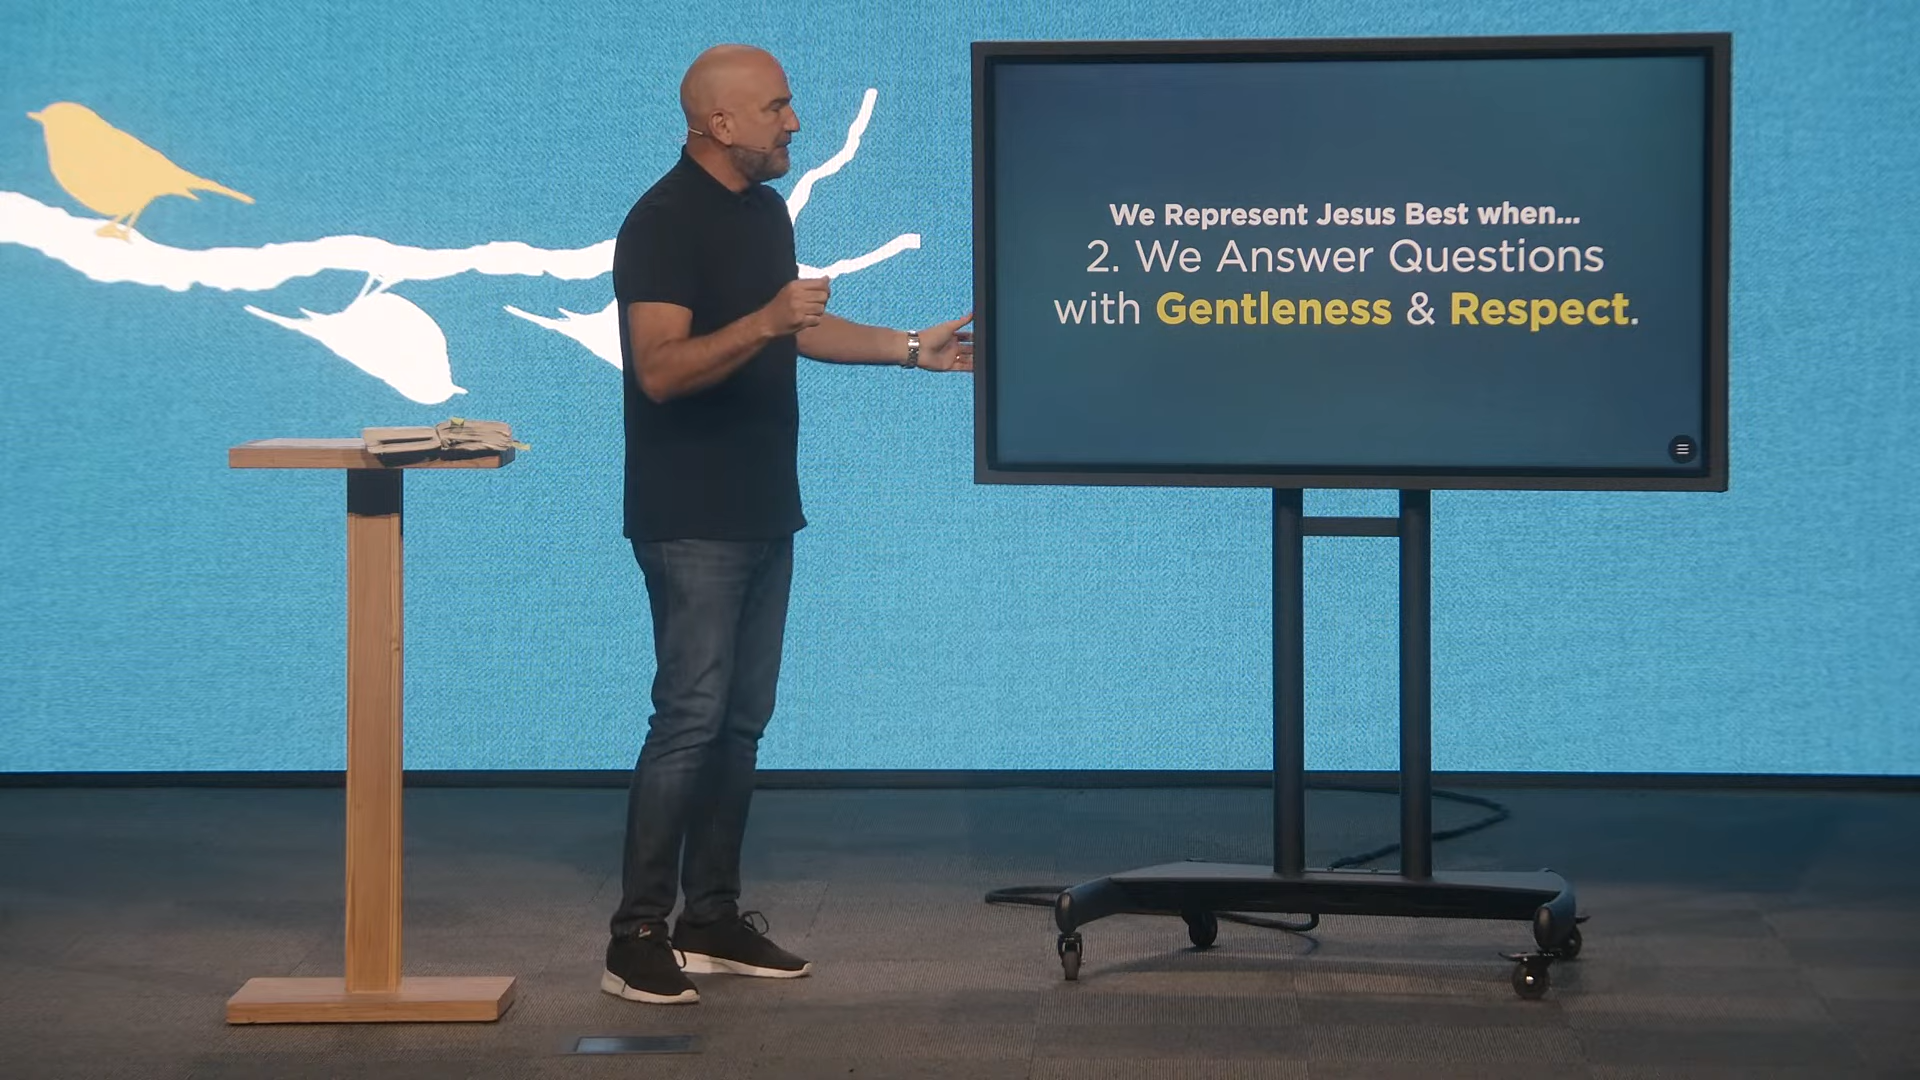 We Represent Jesus Best when...
2. We Answer Questions
with Gentleness & Respect.